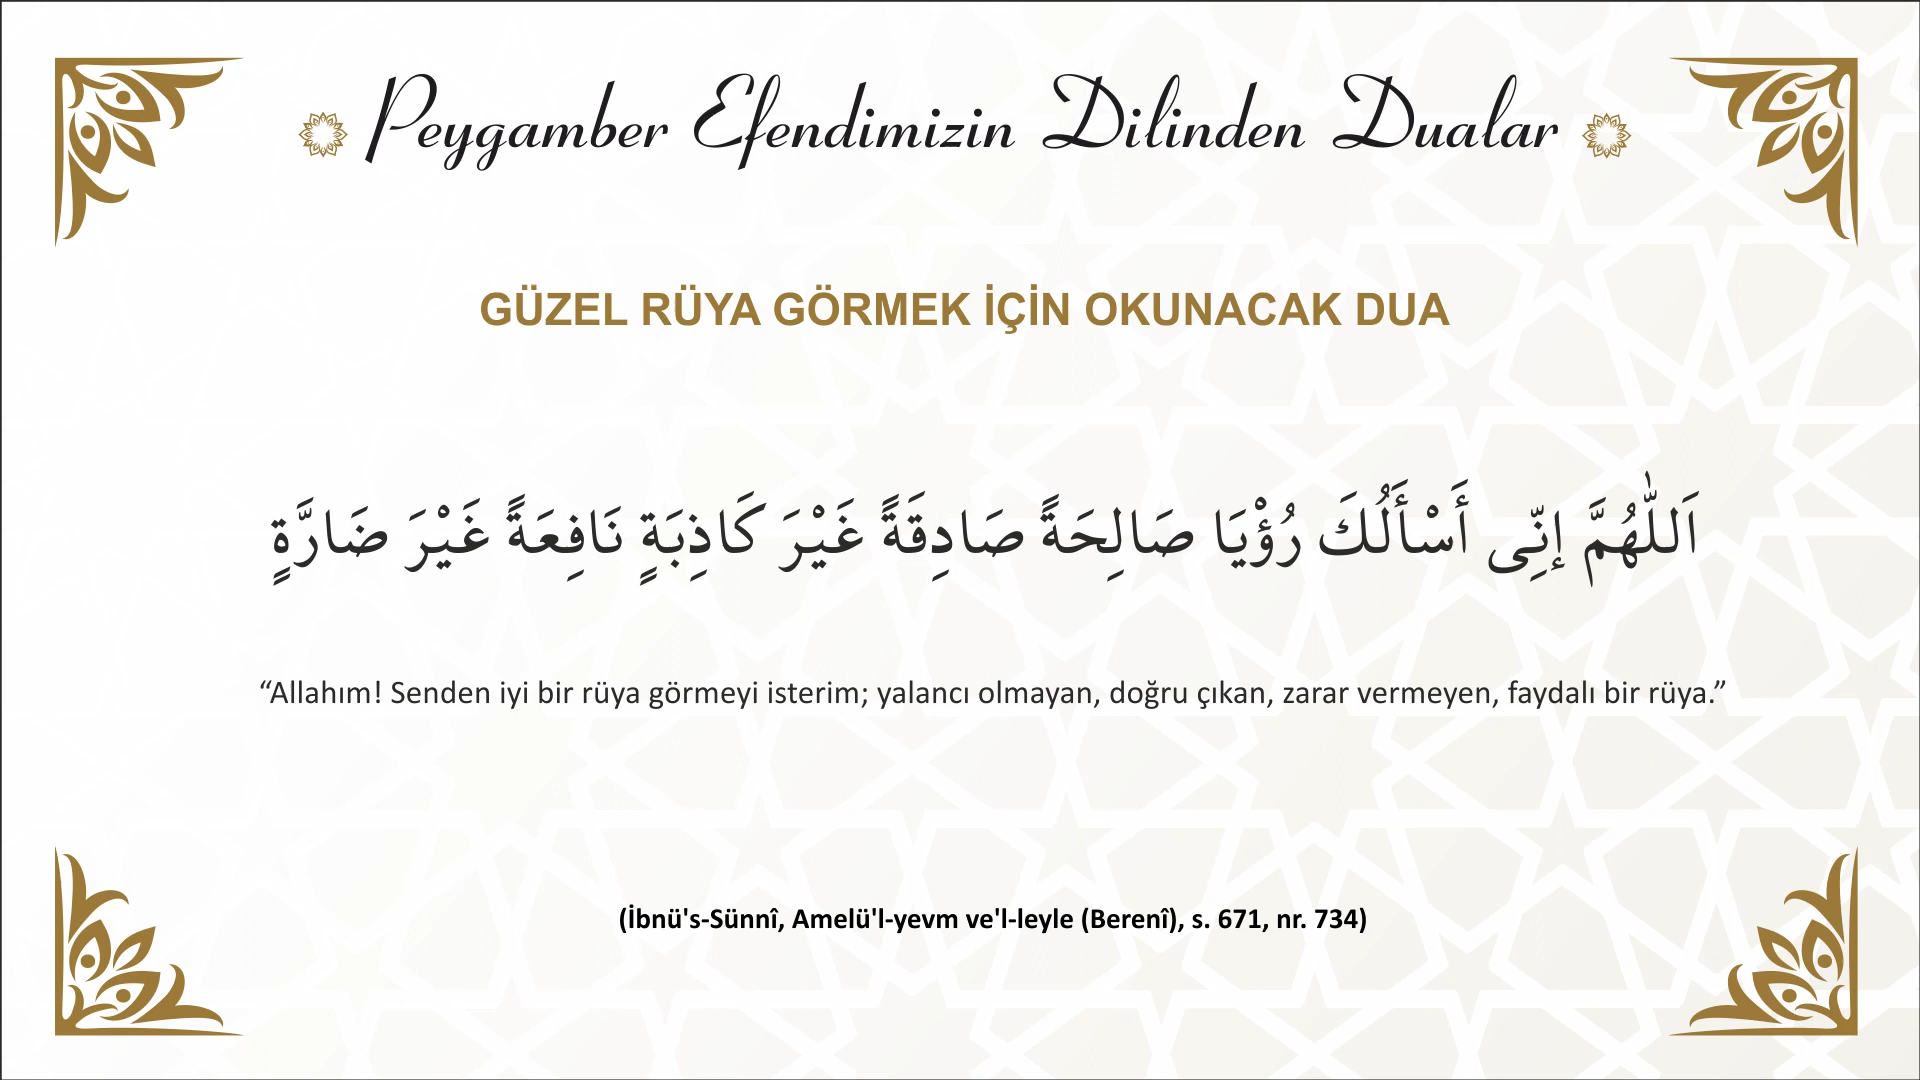 Peygamber Efendimizin Dilinden Dualar
GÜZEL RÜYA GÖRMEK İÇİN OKUNACAK DUA
اَللّٰهُمَّ إنِّى أَسْأَلُكَ رُؤْيَا صَالِحَةً صَادِقَةً غَيْرَ كَاذِبَةٍ نَافِعَةً غَيْرَ ضَارَّةٍ
“Allahım! Senden iyi bir rüya görmeyi isterim; yalancı olmayan, doğru çıkan, zarar vermeyen, faydalı bir rüya.”
(İbnü's-Sünnî, Amelü'l-yevm ve'l-leyle (Berenî), s. 671, nr. 734)